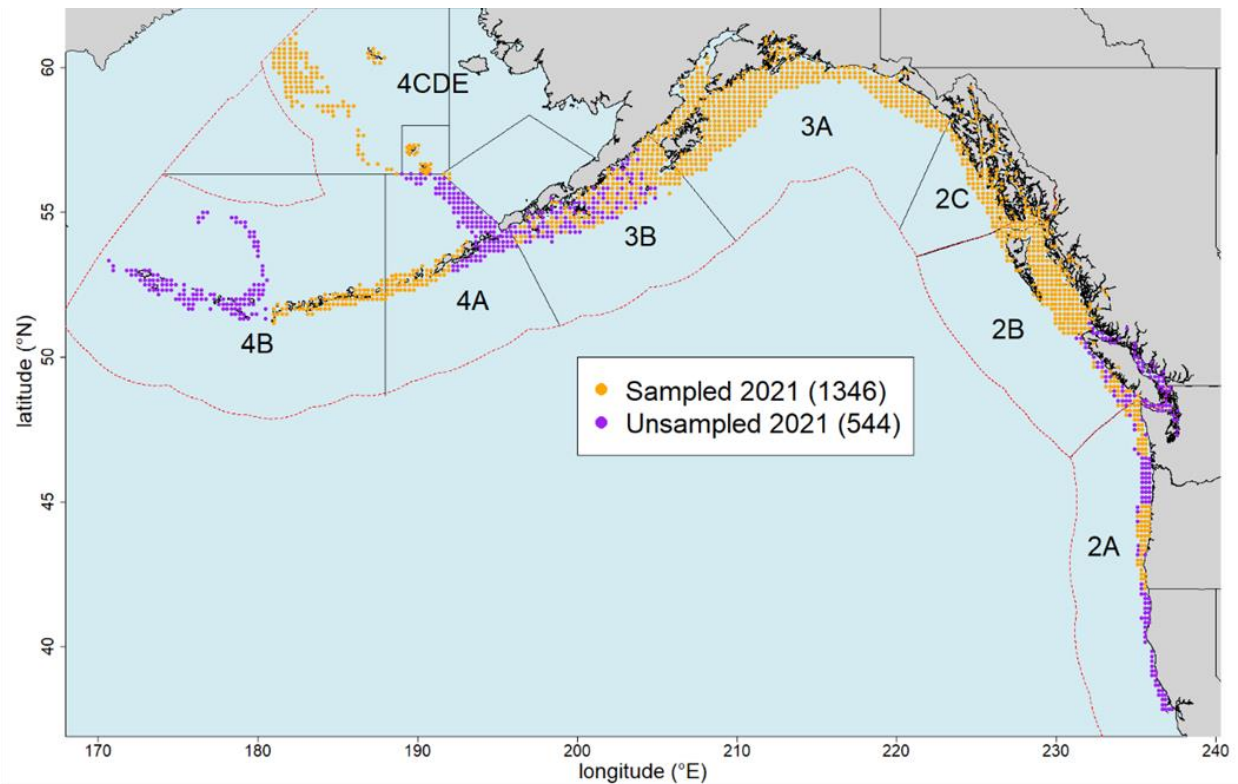 60
55
50
45
40
latitude (°N)
4CDE
3A
2C
3B
4A
4B
2B
2A
Sampled 2021 (1346)
Unsampled 2021 (544)
170
180
190
200
210
220
230
240
longitude (°E)